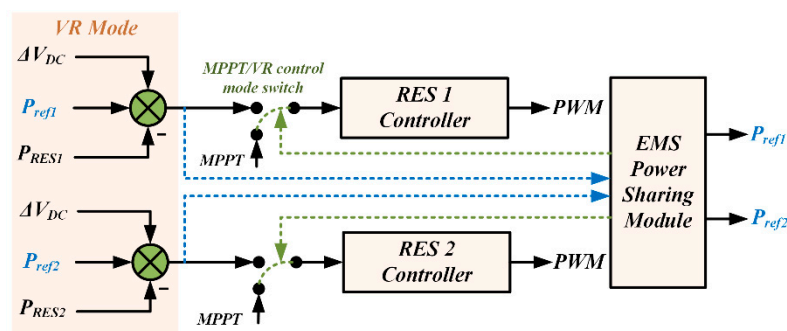 VR Mode
ΔV_DC
P_ref1
P_RES1
−
MPPT/VR control
mode switch
MPPT
RES 1
Controller
PWM
EMS
Power
Sharing
Module
P_ref1
P_ref2
ΔV_DC
P_ref2
P_RES2
−
MPPT
RES 2
Controller
PWM